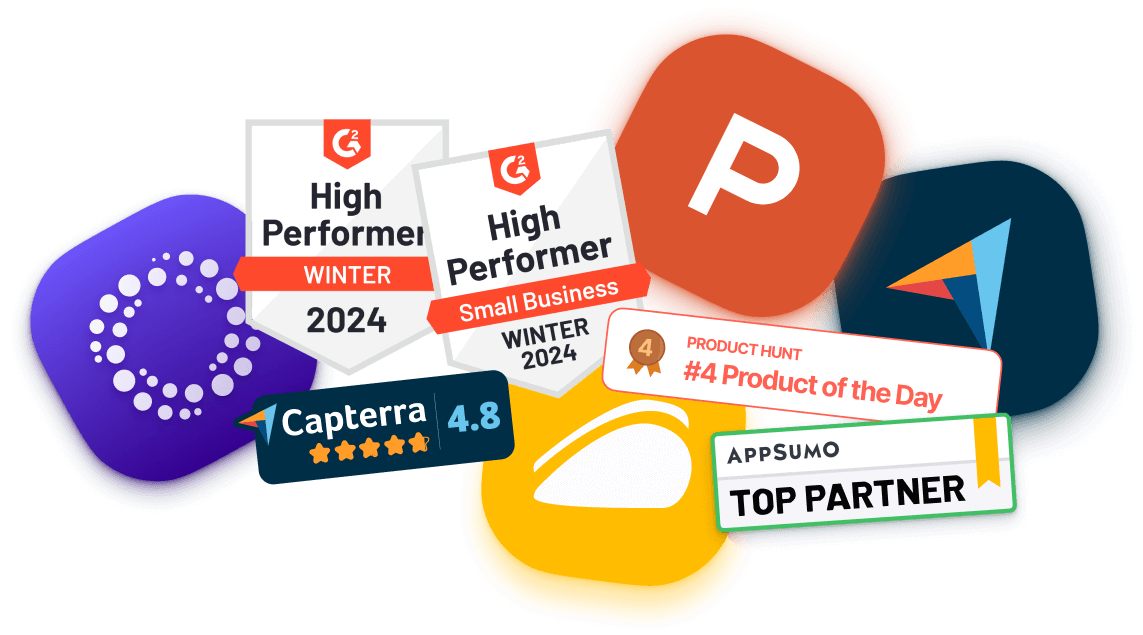 G2
High
Performer
WINTER
2024
G2
High
Performer
Small Business
WINTER
2024
P
4
PRODUCT HUNT
#4 Product of the Day
Capterra
4.8
APPSUMO
TOP PARTNER